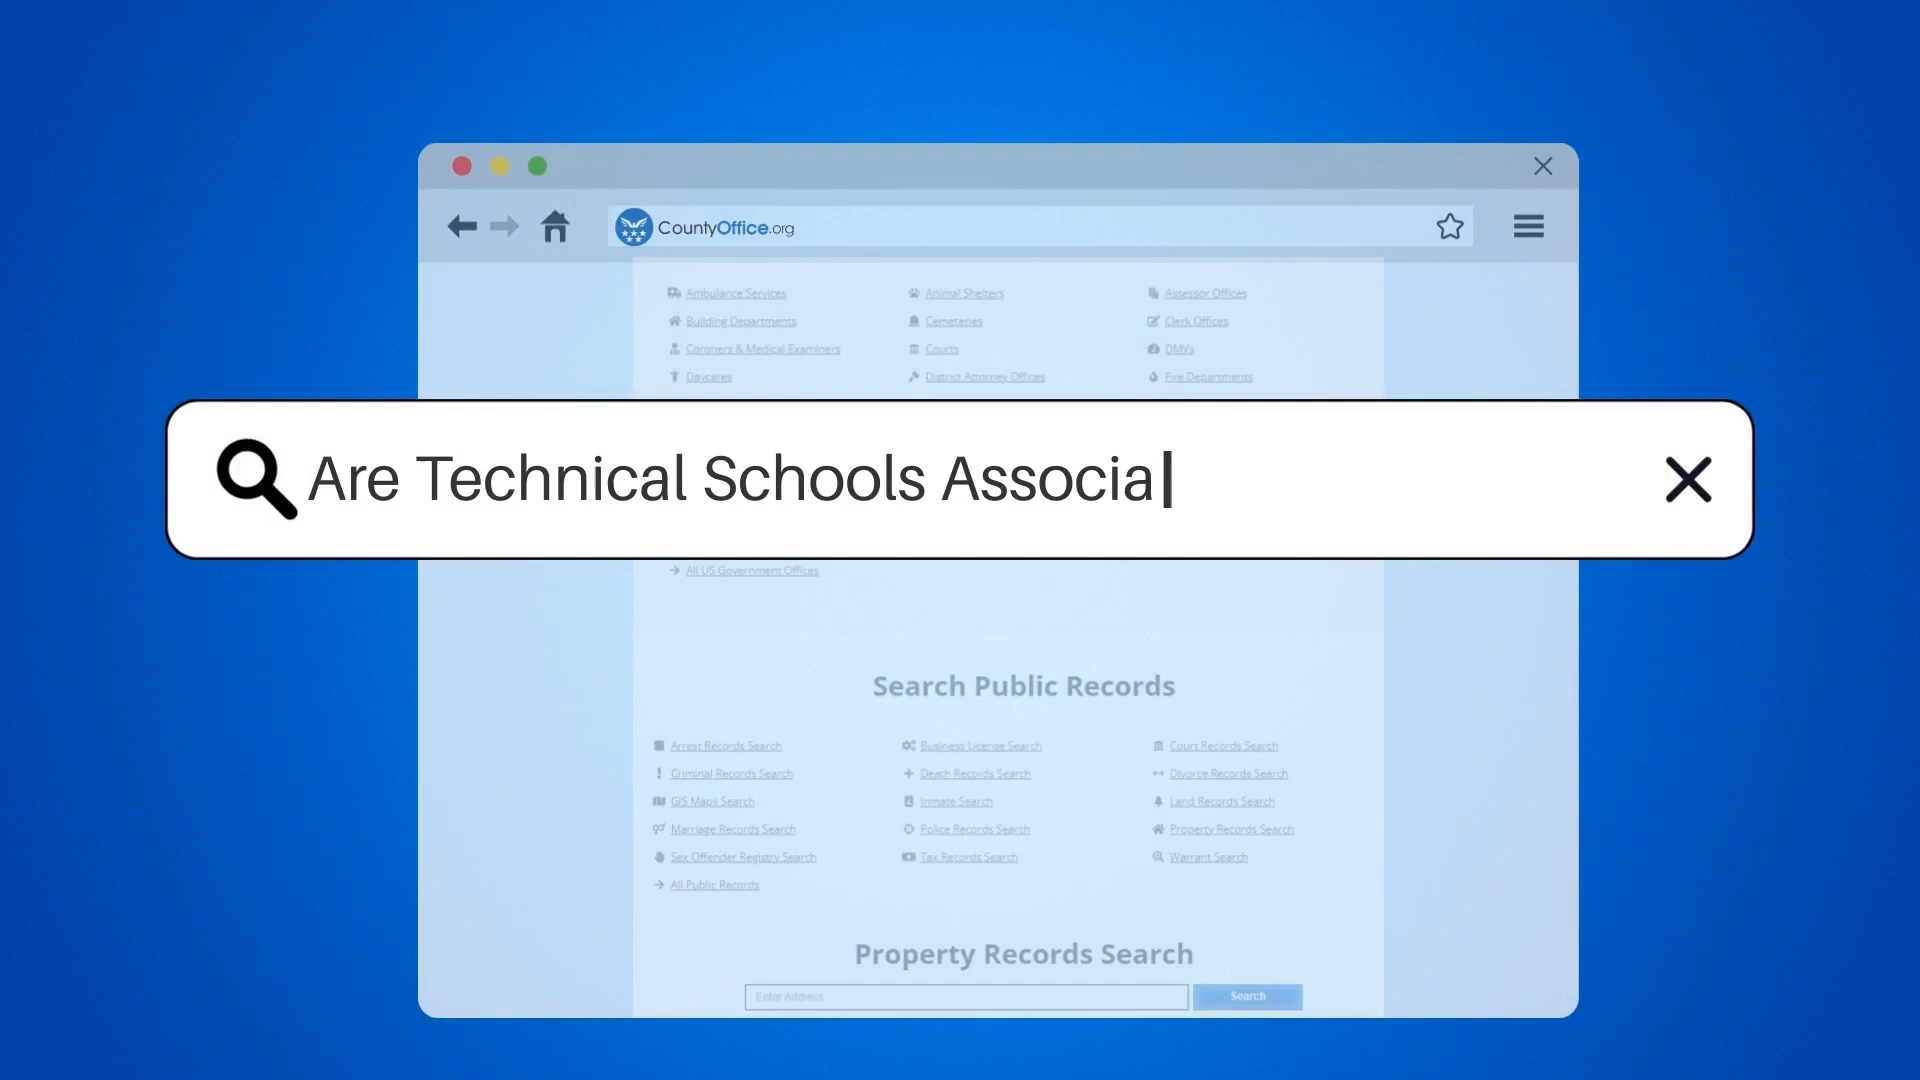 CountyOffice.org
Ambulance Services Animal Shelters Assessor Offices
Building Departments Cemeteries Clerk Offices
Coroners & Medical Examiners Courts DMVs
Daycares District Attorney Offices Fire Departments
Are Technical Schools Associa
All US Government Offices
Search Public Records
Arrest Records Search Business License Search Court Records Search
Criminal Records Search Death Records Search Divorce Records Search
GIS Maps Search Inmate Search Land Records Search
Marriage Records Search Police Records Search Property Records Search
Sex Offender Registry Search Tax Records Search Warrant Search
All Public Records
Property Records Search
Enter Address Search